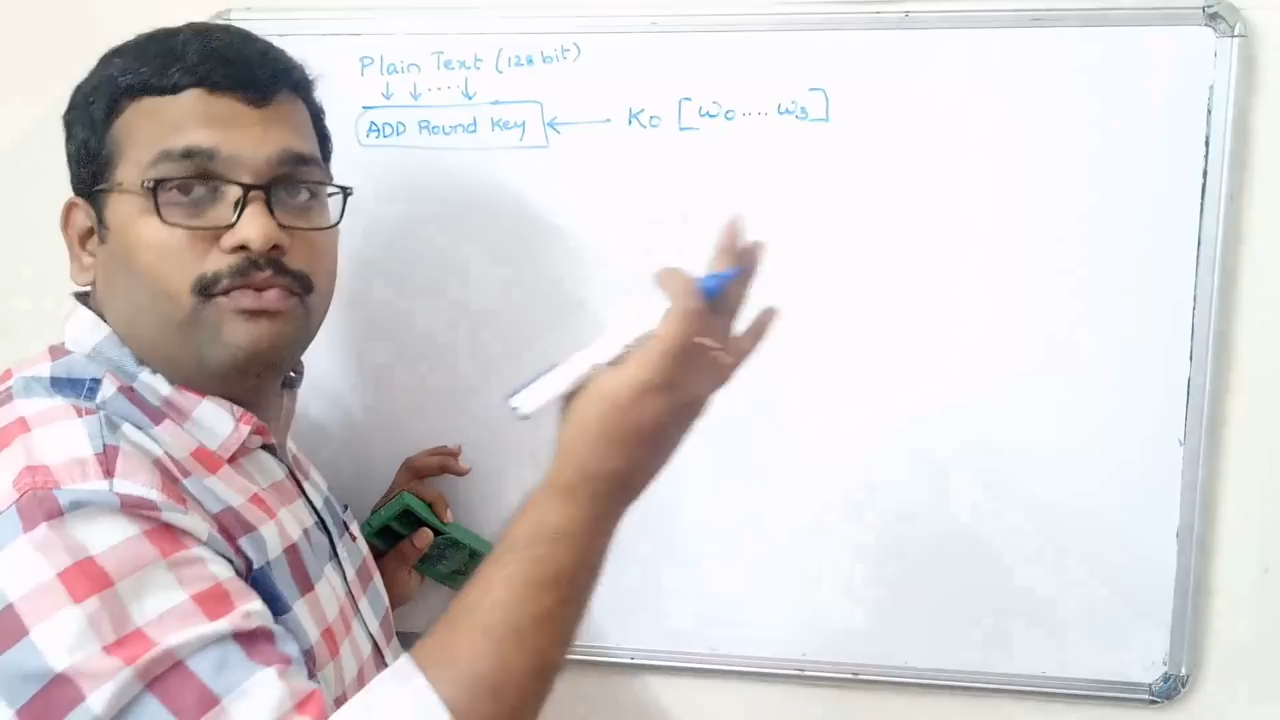 Plain Text (128 bit)
↓ ↓ .... ↓
ADD Round Key ← K0 [w0.... w3]